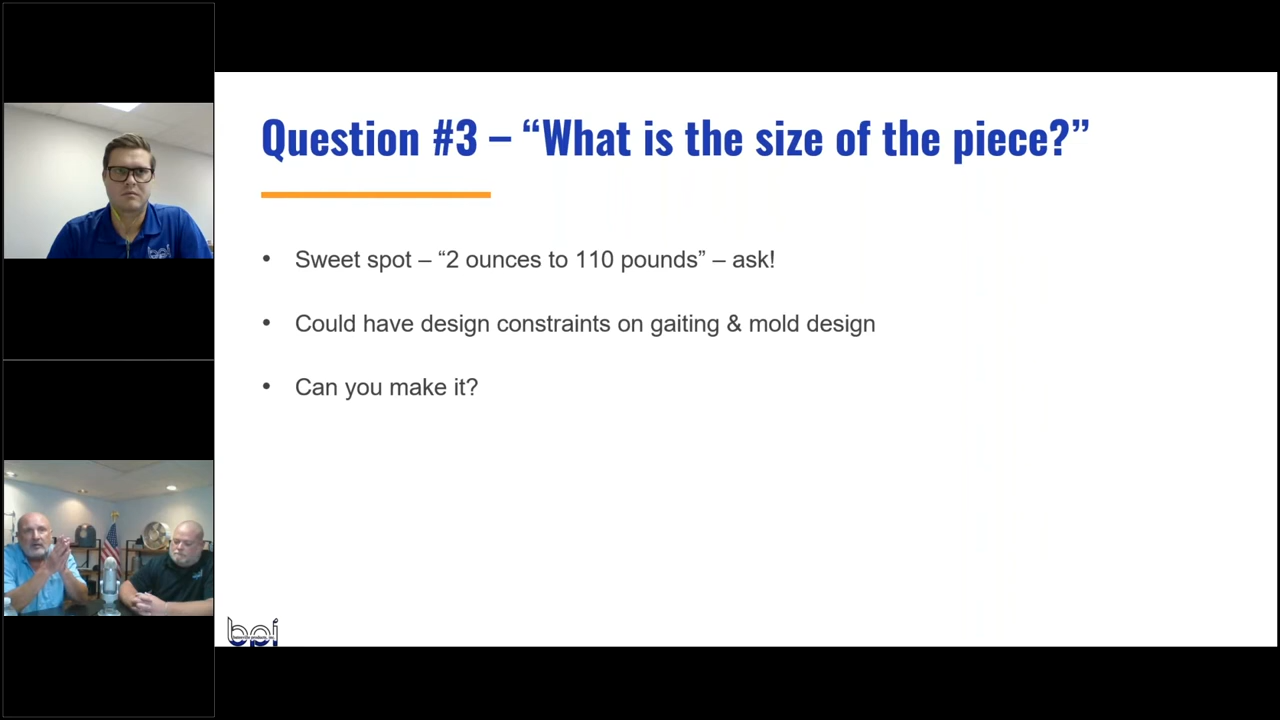 Question #3 – “What is the size of the piece?”
• Sweet spot – “2 ounces to 110 pounds” – ask!
• Could have design constraints on gaiting & mold design
• Can you make it?
bpi